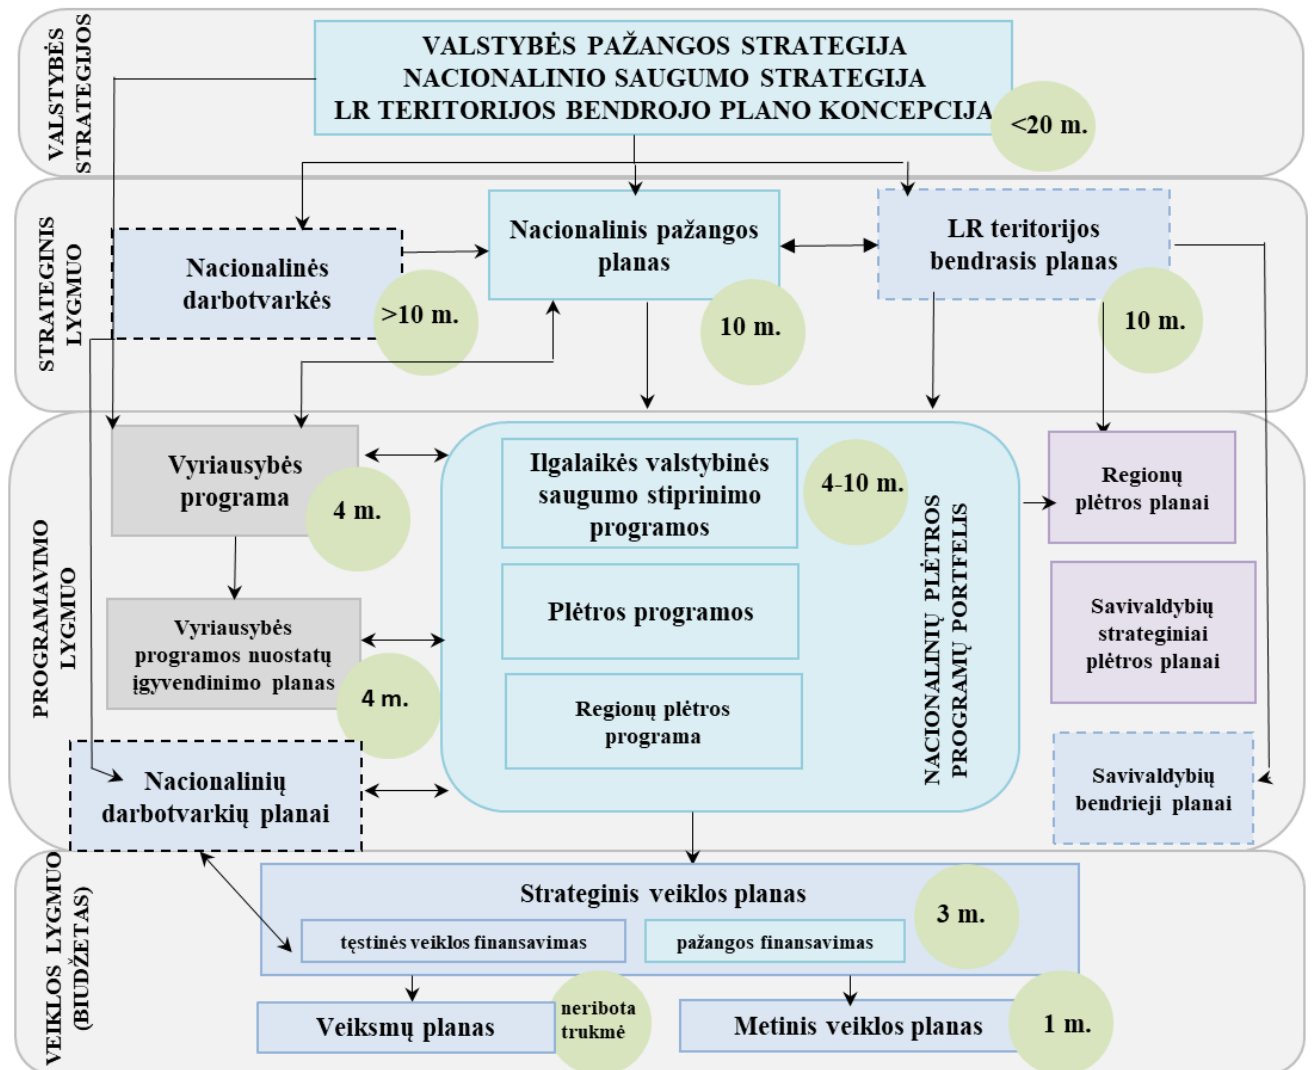 VALSTYBĖS
STRATEGIJOS
VALSTYBĖS PAŽANGOS STRATEGIJA
NACIONALINIO SAUGUMO STRATEGIJA
LR TERITORIJOS BENDROJO PLANO KONCEPCIJA
<20 m.
STRATEGINIS
LYGMUO
Nacionalinės
darbotvarkės
>10 m.
Nacionalinis pažangos
planas
10 m.
LR teritorijos
bendrasis planas
10 m.
PROGRAMAVIMO
LYGMUO
Vyriausybės
programa
4 m.
Vyriausybės
programos nuostatų
įgyvendinimo planas
4 m.
Nacionalinių
darbotvarkių planai
Ilgalaikės valstybinės
saugumo stiprinimo
programos
4-10 m.
Plėtros programos
Regionų plėtros
programa
NACIONALINIŲ PLĖTROS
PROGRAMŲ PORTFELIS
Regionų
plėtros planai
Savivaldybių
strateginiai
plėtros planai
Savivaldybių
bendrieji planai
VEIKLOS LYGMUO
(BIUDŽETAS)
Strateginis veiklos planas
3 m.
tęstinės veiklos finansavimas
pažangos finansavimas
Veiksmų planas
neribota
trukmė
Metinis veiklos planas
1 m.